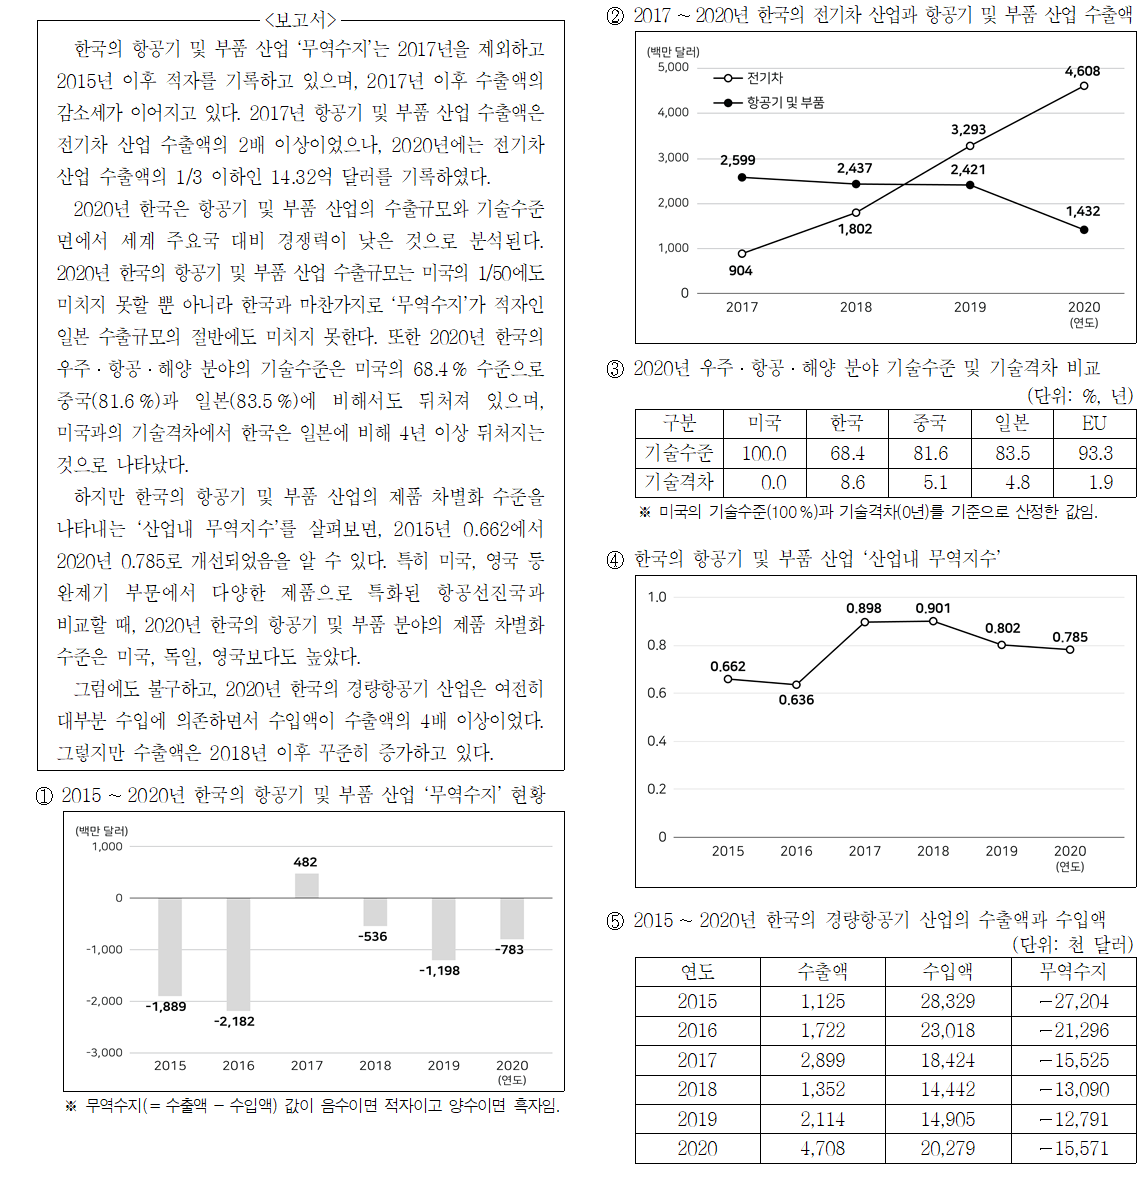 <보고서>
한국의 항공기 및 부품 산업 ‘무역수지’는 2017년을 제외하고
2015년 이후 적자를 기록하고 있으며, 2017년 이후 수출액의
감소세가 이어지고 있다. 2017년 항공기 및 부품 산업 수출액은
전기차 산업 수출액의 2배 이상이었으나, 2020년에는 전기차
산업 수출액의 1/3 이하인 14.32억 달러를 기록하였다.
2020년 한국은 항공기 및 부품 산업의 수출규모와 기술수준
면에서 세계 주요국 대비 경쟁력이 낮은 것으로 분석된다.
2020년 한국의 항공기 및 부품 산업 수출규모는 미국의 1/50에도
미치지 못할 뿐 아니라 한국과 마찬가지로 ‘무역수지’가 적자인
일본 수출규모의 절반에도 미치지 못한다. 또한 2020년 한국의
우주·항공·해양 분야의 기술수준은 미국의 68.4% 수준으로
중국(81.6%)과 일본(83.5%)에 비해서도 뒤처져 있으며,
미국과의 기술격차에서 한국은 일본에 비해 4년 이상 뒤처지는
것으로 나타났다.
하지만 한국의 항공기 및 부품 산업의 제품 차별화 수준을
나타내는 ‘산업내 무역지수’를 살펴보면, 2015년 0.662에서
2020년 0.785로 개선되었음을 알 수 있다. 특히 미국, 영국 등
완제기 부문에서 다양한 제품으로 특화된 항공선진국과
비교할 때, 2020년 한국의 항공기 및 부품 분야의 제품 차별화
수준은 미국, 독일, 영국보다도 높았다.
그럼에도 불구하고, 2020년 한국의 경량항공기 산업은 여전히
대부분 수입에 의존하면서 수입액이 수출액의 4배 이상이었다.
그렇지만 수출액은 2018년 이후 꾸준히 증가하고 있다.
① 2015~2020년 한국의 항공기 및 부품 산업 ‘무역수지’ 현황
(백만 달러)
1,000
482
0
-536
-783
-1,000
-1,198
-1,889
-2,000
-2,182
-3,000
2015 2016 2017 2018 2019 2020
(연도)
※ 무역수지(= 수출액 - 수입액) 값이 음수이면 적자이고 양수이면 흑자임.
② 2017~2020년 한국의 전기차 산업과 항공기 및 부품 산업 수출액
(백만 달러)
5,000
4,608
전기차
항공기 및 부품
4,000
3,293
3,000
2,599
2,437
2,421
2,000
1,802
1,432
1,000
904
0
2017 2018 2019 2020
(연도)
③ 2020년 우주·항공·해양 분야 기술수준 및 기술격차 비교
(단위: %, 년)
구분 미국 한국 중국 일본 EU
기술수준 100.0 68.4 81.6 83.5 93.3
기술격차 0.0 8.6 5.1 4.8 1.9
※ 미국의 기술수준(100%)과 기술격차(0년)를 기준으로 산정한 값임.
④ 한국의 항공기 및 부품 산업 ‘산업내 무역지수’
1.0
0.898 0.901
0.802
0.785
0.8
0.662
0.636
0.6
0.4
0.2
0
2015 2016 2017 2018 2019 2020
(연도)
⑤ 2015~2020년 한국의 경량항공기 산업의 수출액과 수입액
(단위: 천 달러)
연도 수출액 수입액 무역수지
2015 1,125 28,329 -27,204
2016 1,722 23,018 -21,296
2017 2,899 18,424 -15,525
2018 1,352 14,442 -13,090
2019 2,114 14,905 -12,791
2020 4,708 20,279 -15,571